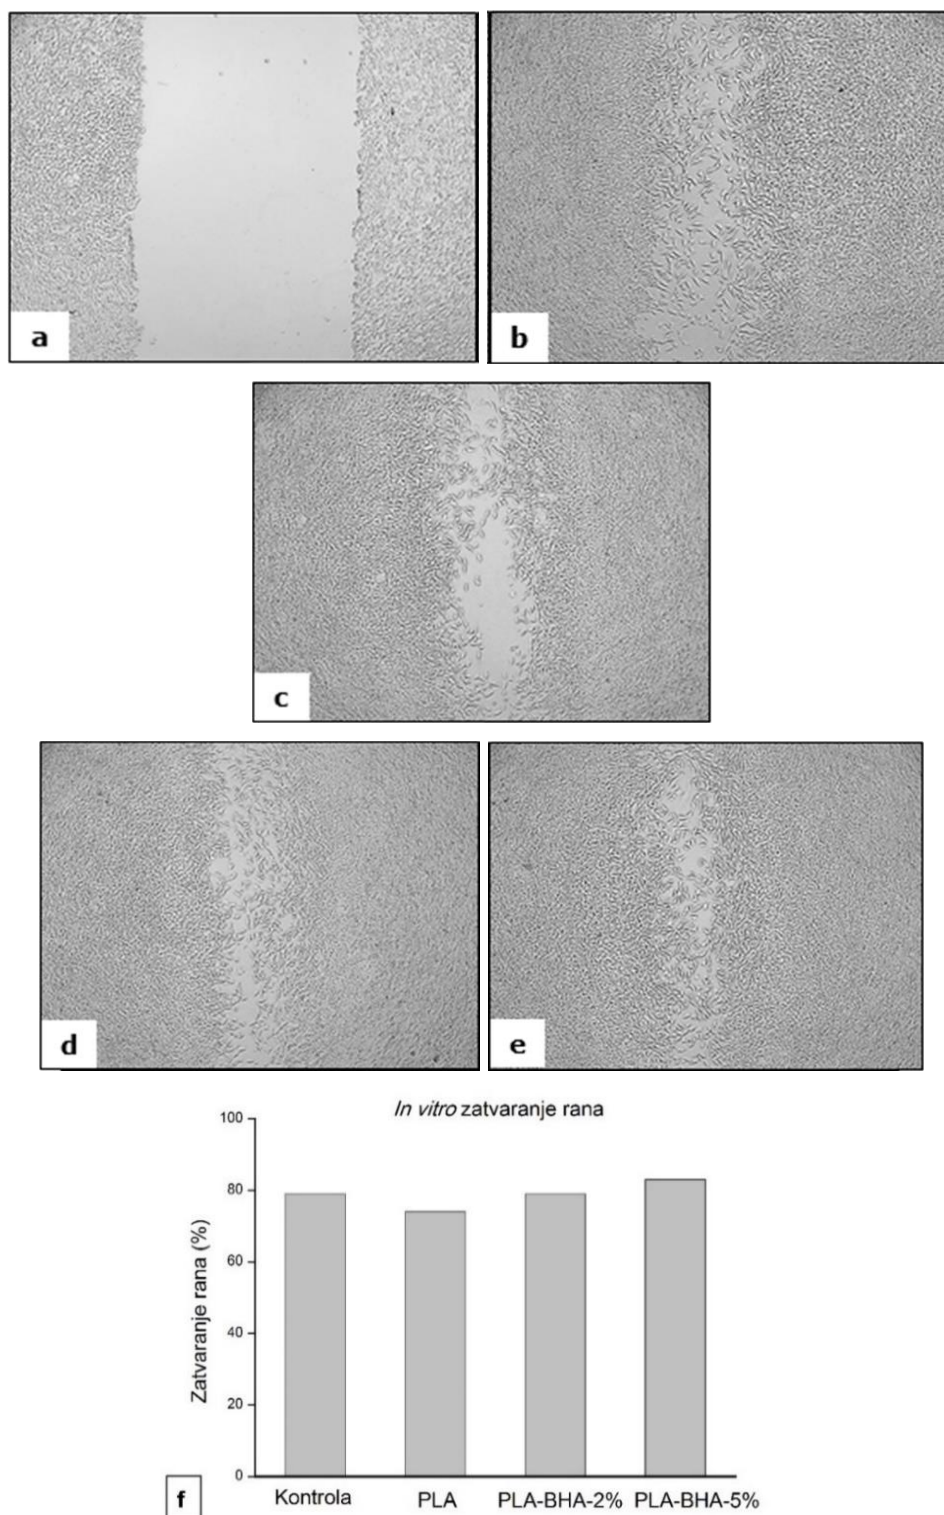 a
b
c
d
e
In vitro zatvaranje rana
Zatvaranje rana (%)
100
80
60
40
20
0
Kontrola PLA PLA-BHA-2% PLA-BHA-5%
f